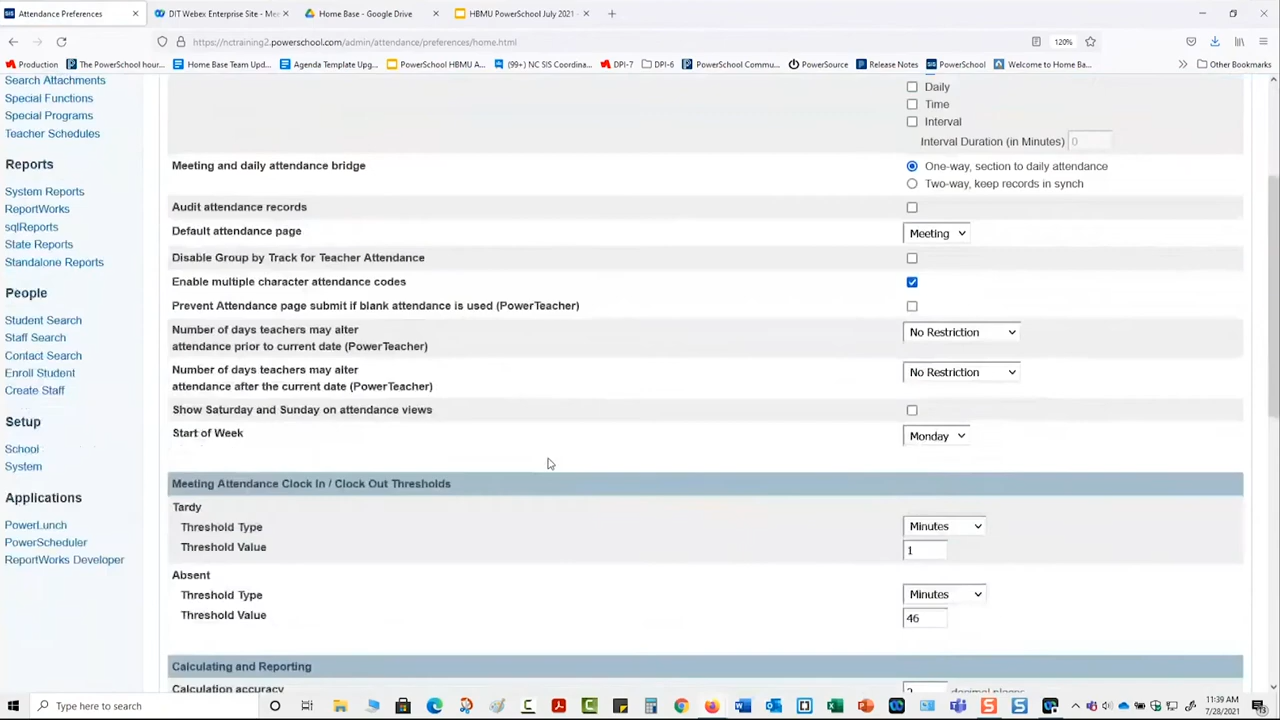 Attendance Preferences
DIT Webex Enterprise Site - Me
Home Base - Google Drive
HBMU PowerSchool July 2021 -
https://nctraining2.powerschool.com/admin/attendance/preferences/home.html
120%
Production
The PowerSchool hour...
Home Base Team Upd...
Agenda Template Upg...
PowerSchool HBMU A...
(99+) NC SIS Coordina...
DPI-7
DPI-6
PowerSchool Commu...
PowerSource
Release Notes
PowerSchool
Welcome to Home Ba...
Other Bookmarks
Search Attachments
Special Functions
Special Programs
Teacher Schedules
Reports
System Reports
ReportWorks
sqlReports
State Reports
Standalone Reports
People
Student Search
Staff Search
Contact Search
Enroll Student
Create Staff
Setup
School
System
Applications
PowerLunch
PowerScheduler
ReportWorks Developer
Daily
Time
Interval
Interval Duration (in Minutes) 0
Meeting and daily attendance bridge
One-way, section to daily attendance
Two-way, keep records in synch
Audit attendance records
Default attendance page
Meeting
Disable Group by Track for Teacher Attendance
Enable multiple character attendance codes
Prevent Attendance page submit if blank attendance is used (PowerTeacher)
Number of days teachers may alter
attendance prior to current date (PowerTeacher)
No Restriction
Number of days teachers may alter
attendance after the current date (PowerTeacher)
No Restriction
Show Saturday and Sunday on attendance views
Start of Week
Monday
Meeting Attendance Clock In / Clock Out Thresholds
Tardy
Threshold Type
Minutes
Threshold Value
1
Absent
Threshold Type
Minutes
Threshold Value
46
Calculating and Reporting
Calculation accuracy
decimal places
Type here to search
11:39 AM
7/28/2021